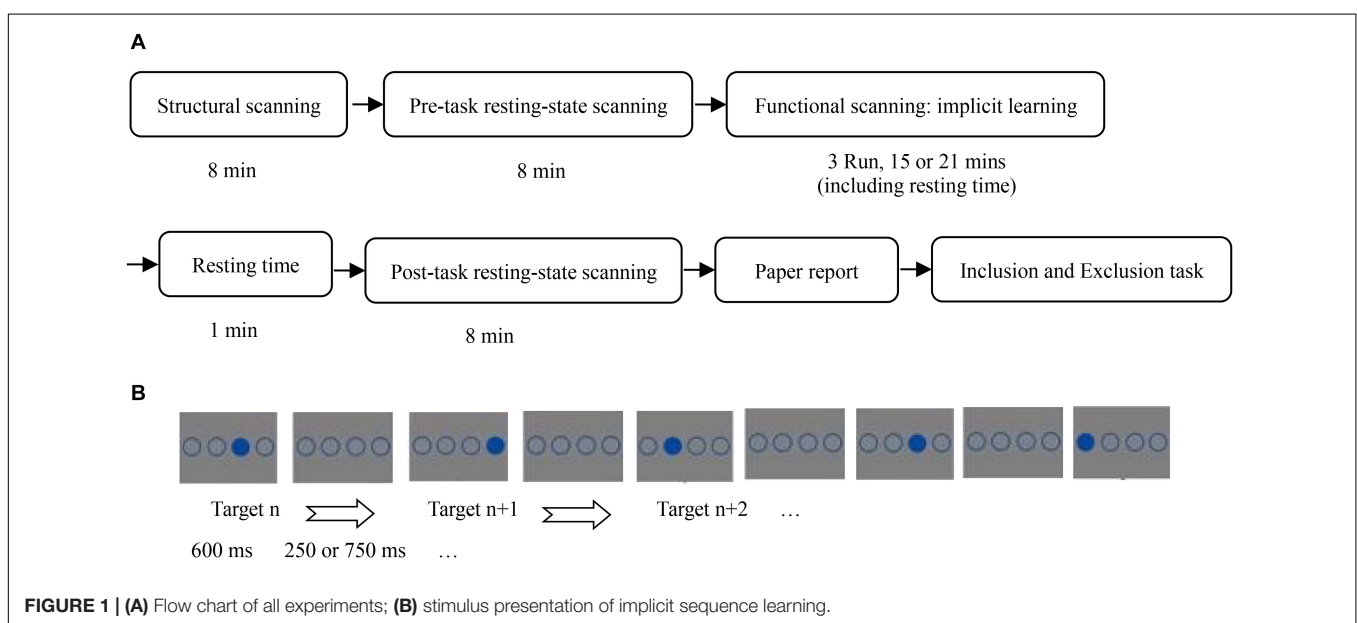 A
Structural scanning
Pre-task resting-state scanning
Functional scanning: implicit learning
8 min
8 min
3 Run, 15 or 21 mins
(including resting time)
Resting time
Post-task resting-state scanning
Paper report
Inclusion and Exclusion task
1 min
8 min
B
Target n
Target n+1
Target n+2
…
600 ms
250 or 750 ms
…
FIGURE 1 | (A) Flow chart of all experiments; (B) stimulus presentation of implicit sequence learning.